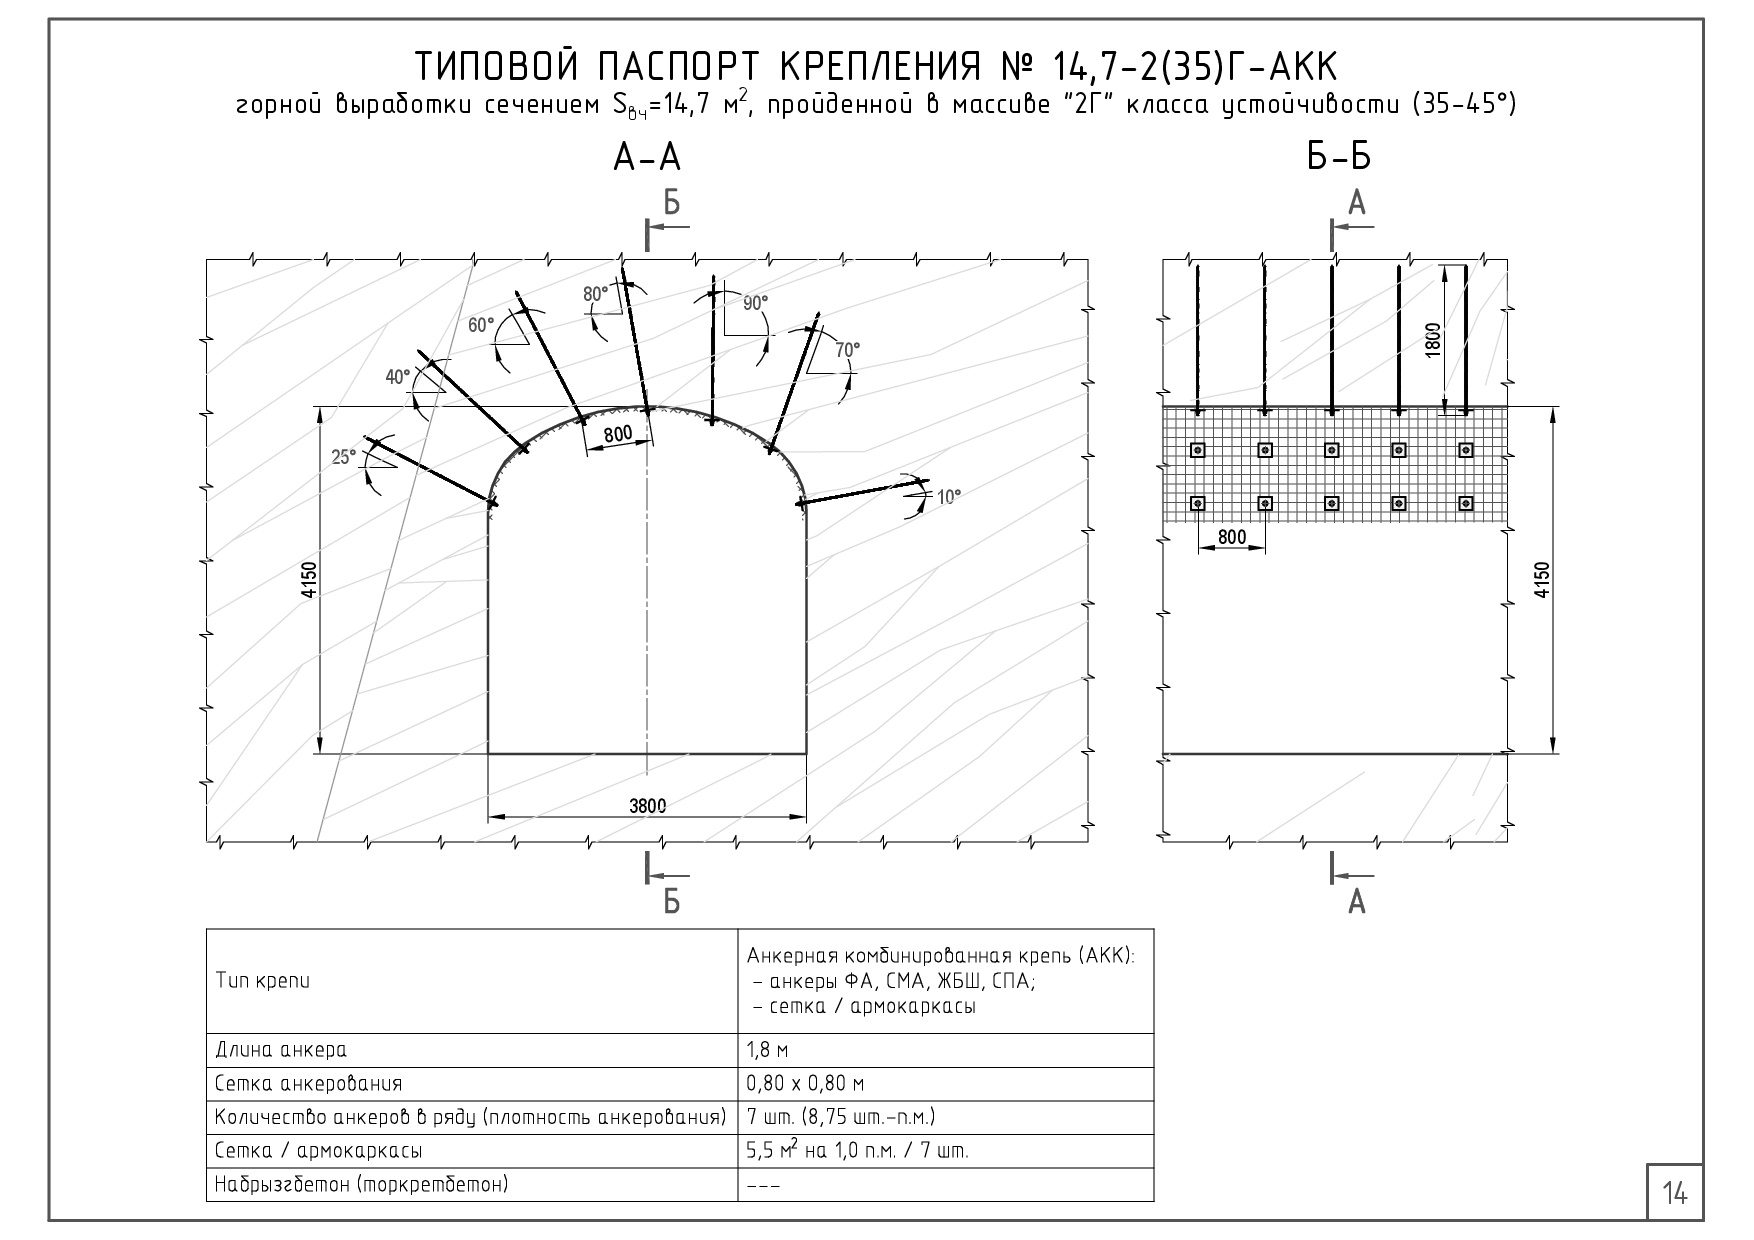 ТИПОВОЙ ПАСПОРТ КРЕПЛЕНИЯ № 14,7-2(35)Г-АКК
горной выработки сечением Sвч=14,7 м², пройденной в массиве "2Г" класса устойчивости (35-45°)
А-А
Б-Б
Б
А
80°
90°
60°
70°
40°
25°
10°
800
1800
800
4150
4150
3800
Б
А
Тип крепи
Анкерная комбинированная крепь (АКК):
- анкеры ФА, СМА, ЖБШ, СПА;
- сетка / армокаркасы
Длина анкера 1,8 м
Сетка анкерования 0,80 х 0,80 м
Количество анкеров в ряду (плотность анкерования) 7 шт. (8,75 шт.-п.м.)
Сетка / армокаркасы 5,5 м² на 1,0 п.м. / 7 шт.
Набрызгбетон (торкретбетон) ---
14